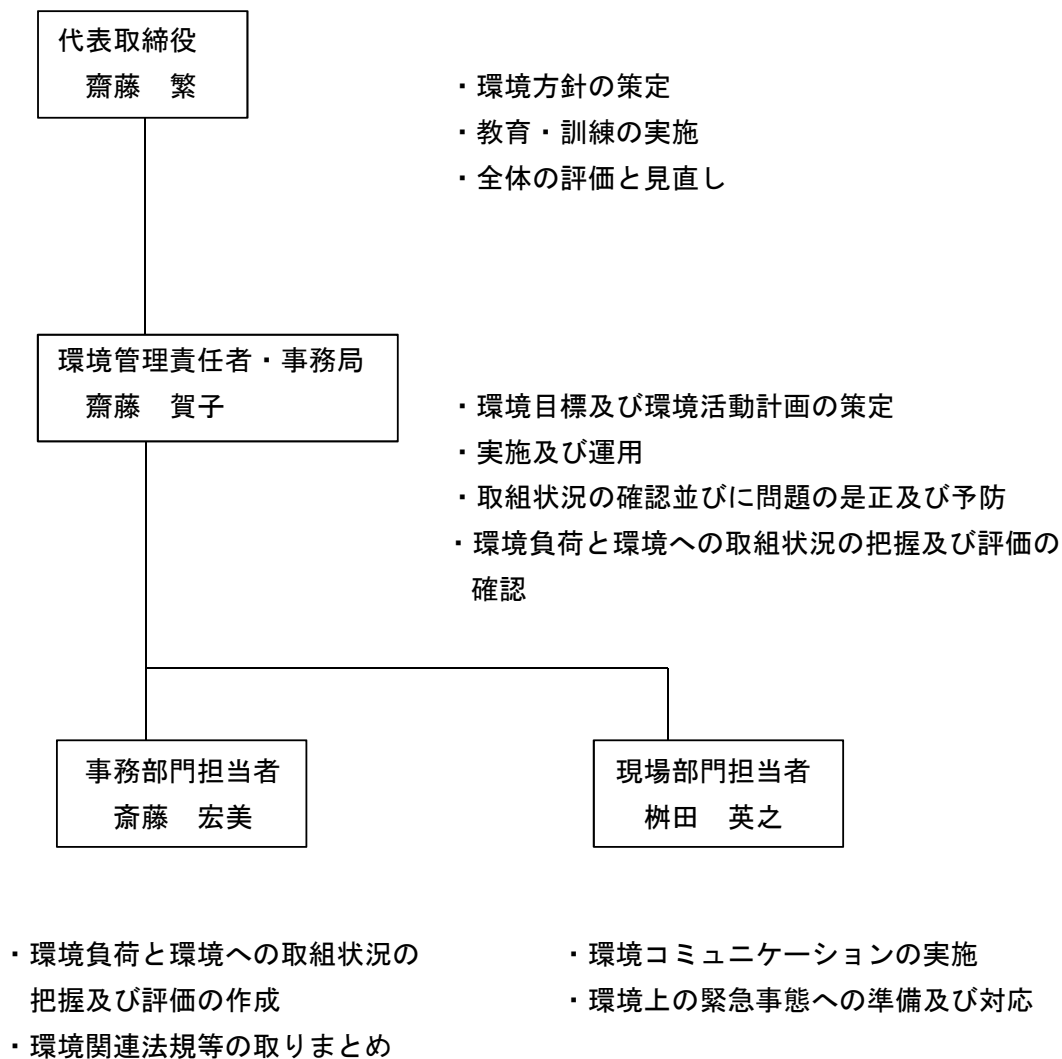 代表取締役
齋藤　繁
・環境方針の策定
・教育・訓練の実施
・全体の評価と見直し
環境管理責任者・事務局
齋藤　賀子
・環境目標及び環境活動計画の策定
・実施及び運用
・取組状況の確認並びに問題の是正及び予防
・環境負荷と環境への取組状況の把握及び評価の
確認
事務部門担当者
斎藤　宏美
現場部門担当者
桝田　英之
・環境負荷と環境への取組状況の
把握及び評価の作成
・環境関連法規等の取りまとめ
・環境コミュニケーションの実施
・環境上の緊急事態への準備及び対応